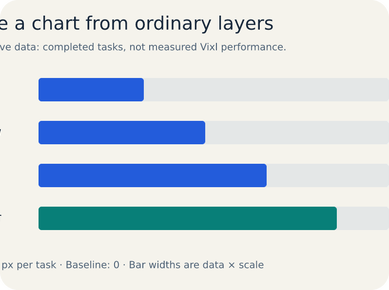 e a chart from ordinary layers
ve data: completed tasks, not measured Vixl performance.
px per task · Baseline: 0 · Bar widths are data × scale